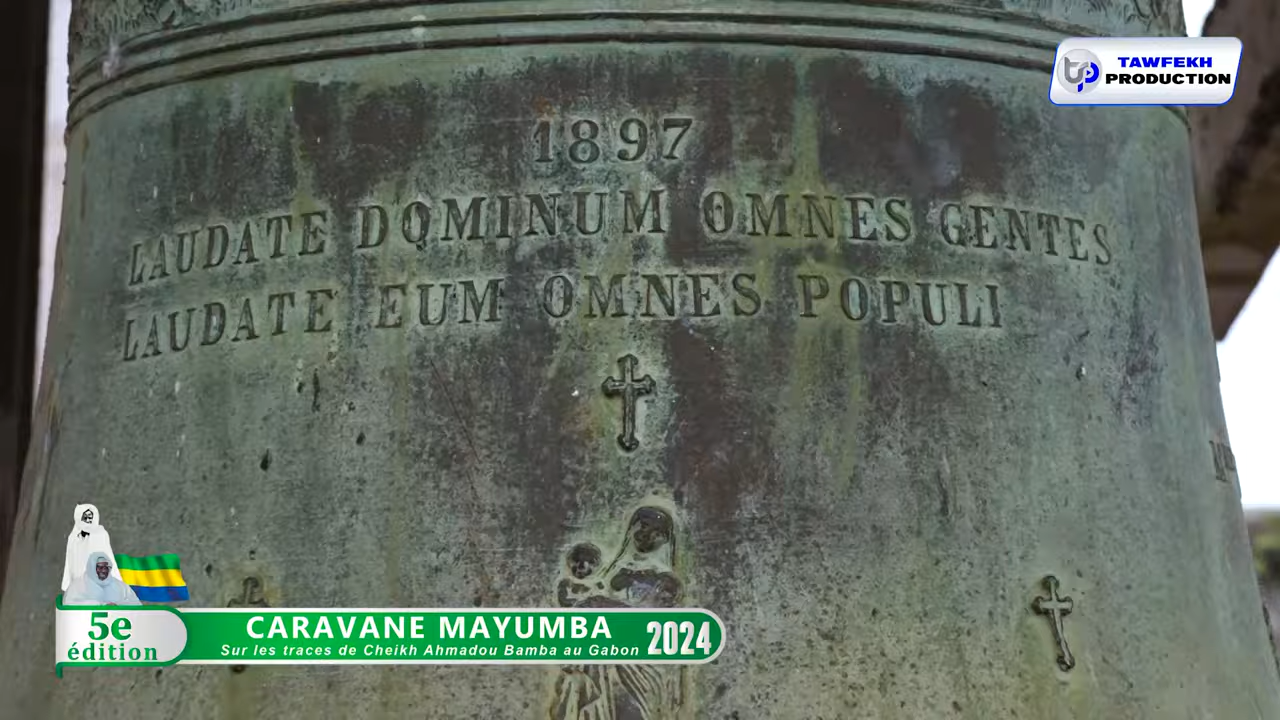 TAWFEKH
PRODUCTION
1897
LAUDATE DOMINUM OMNES GENTES
LAUDATE EUM OMNES POPULI
5e
édition
CARAVANE MAYUMBA
Sur les traces de Cheikh Ahmadou Bamba au Gabon
2024